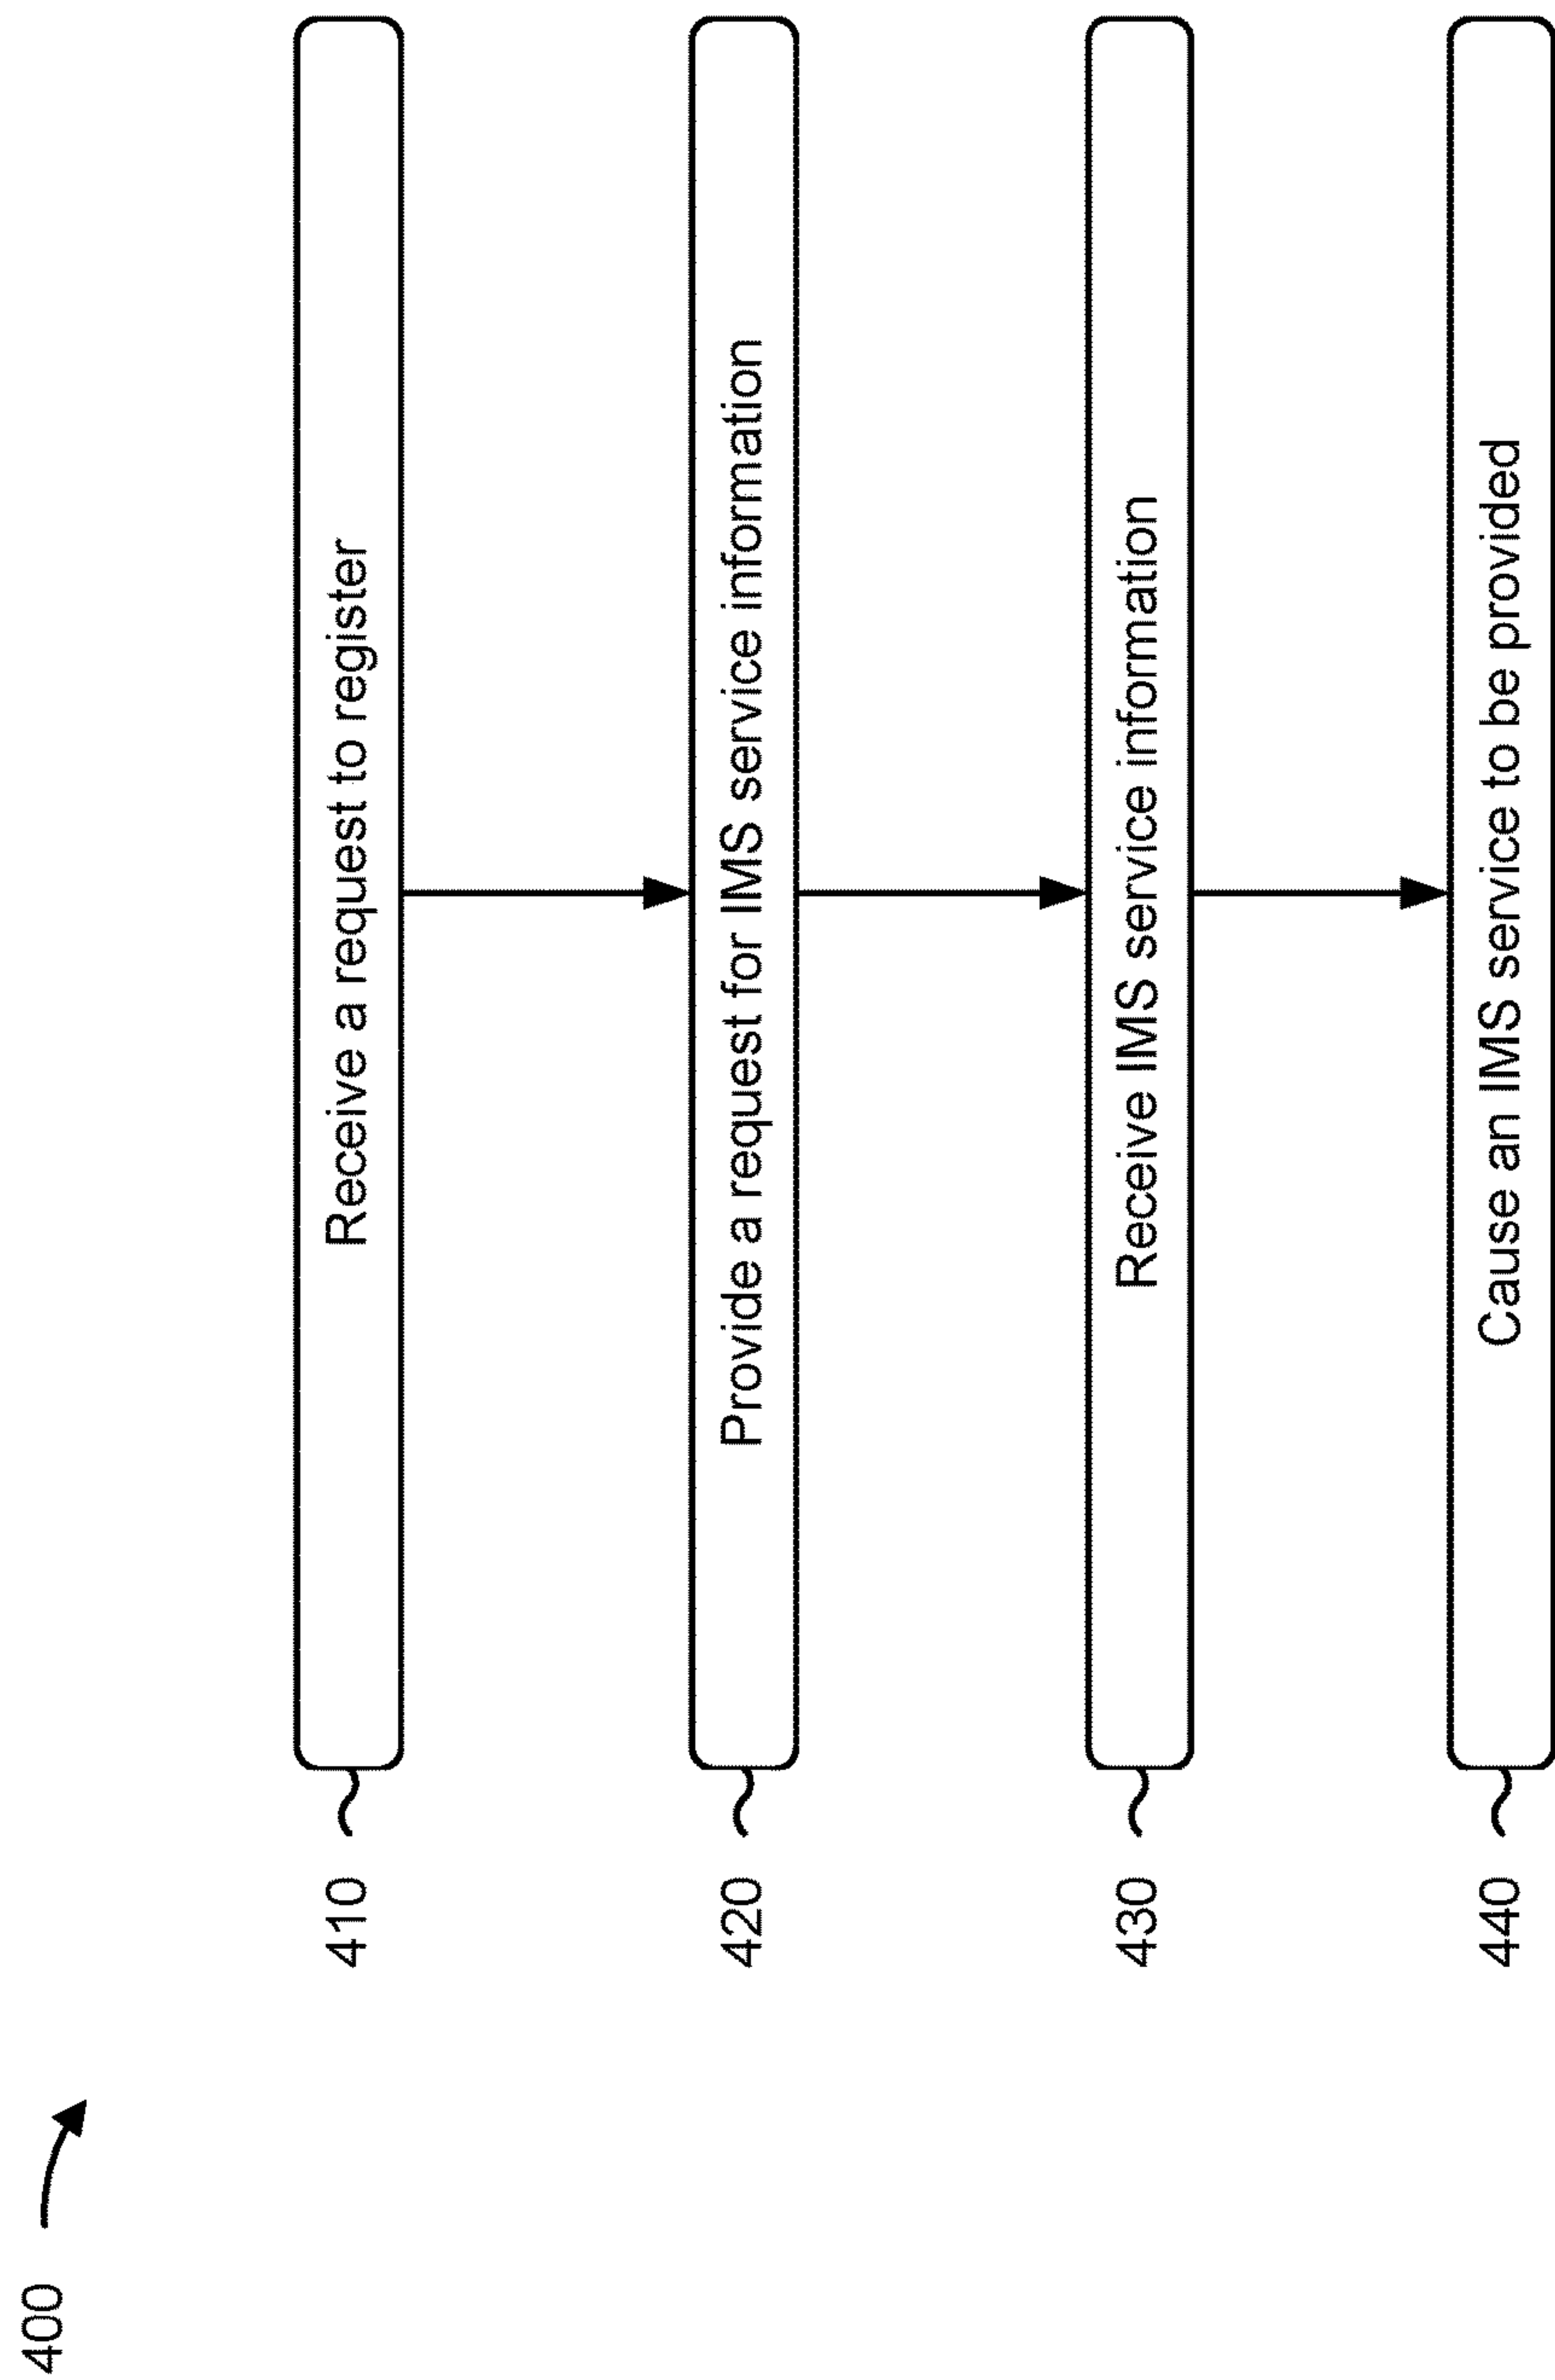 400
410
Receive a request to register
420
Provide a request for IMS service information
430
Receive IMS service information
440
Cause an IMS service to be provided